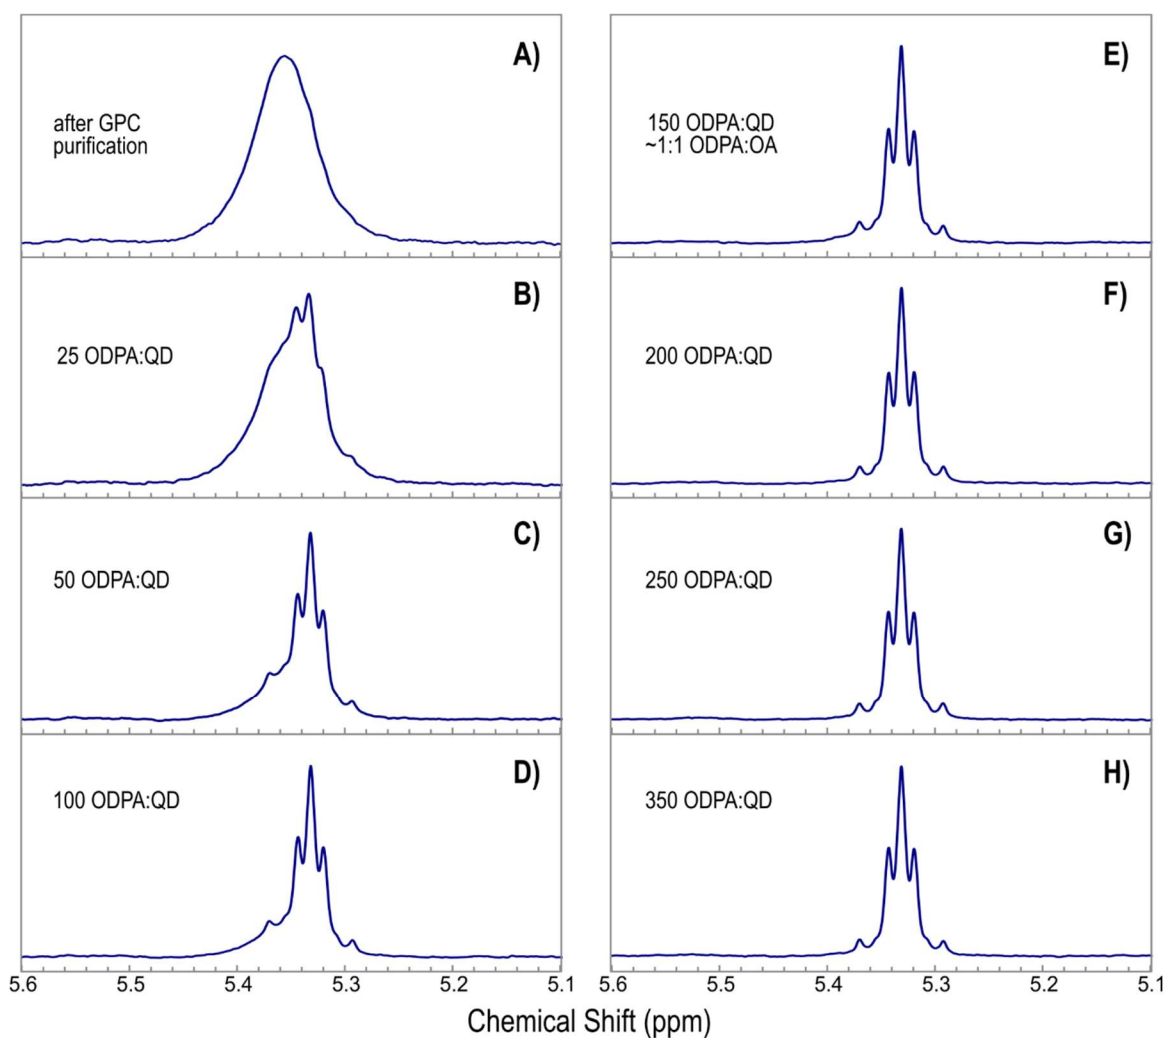 A)
after GPC
purification
B)
25 ODPA:QD
C)
50 ODPA:QD
D)
100 ODPA:QD
5.6 5.5 5.4 5.3 5.2 5.1
E)
150 ODPA:QD
~1:1 ODPA:OA
F)
200 ODPA:QD
G)
250 ODPA:QD
H)
350 ODPA:QD
5.6 5.5 5.4 5.3 5.2 5.1
Chemical Shift (ppm)